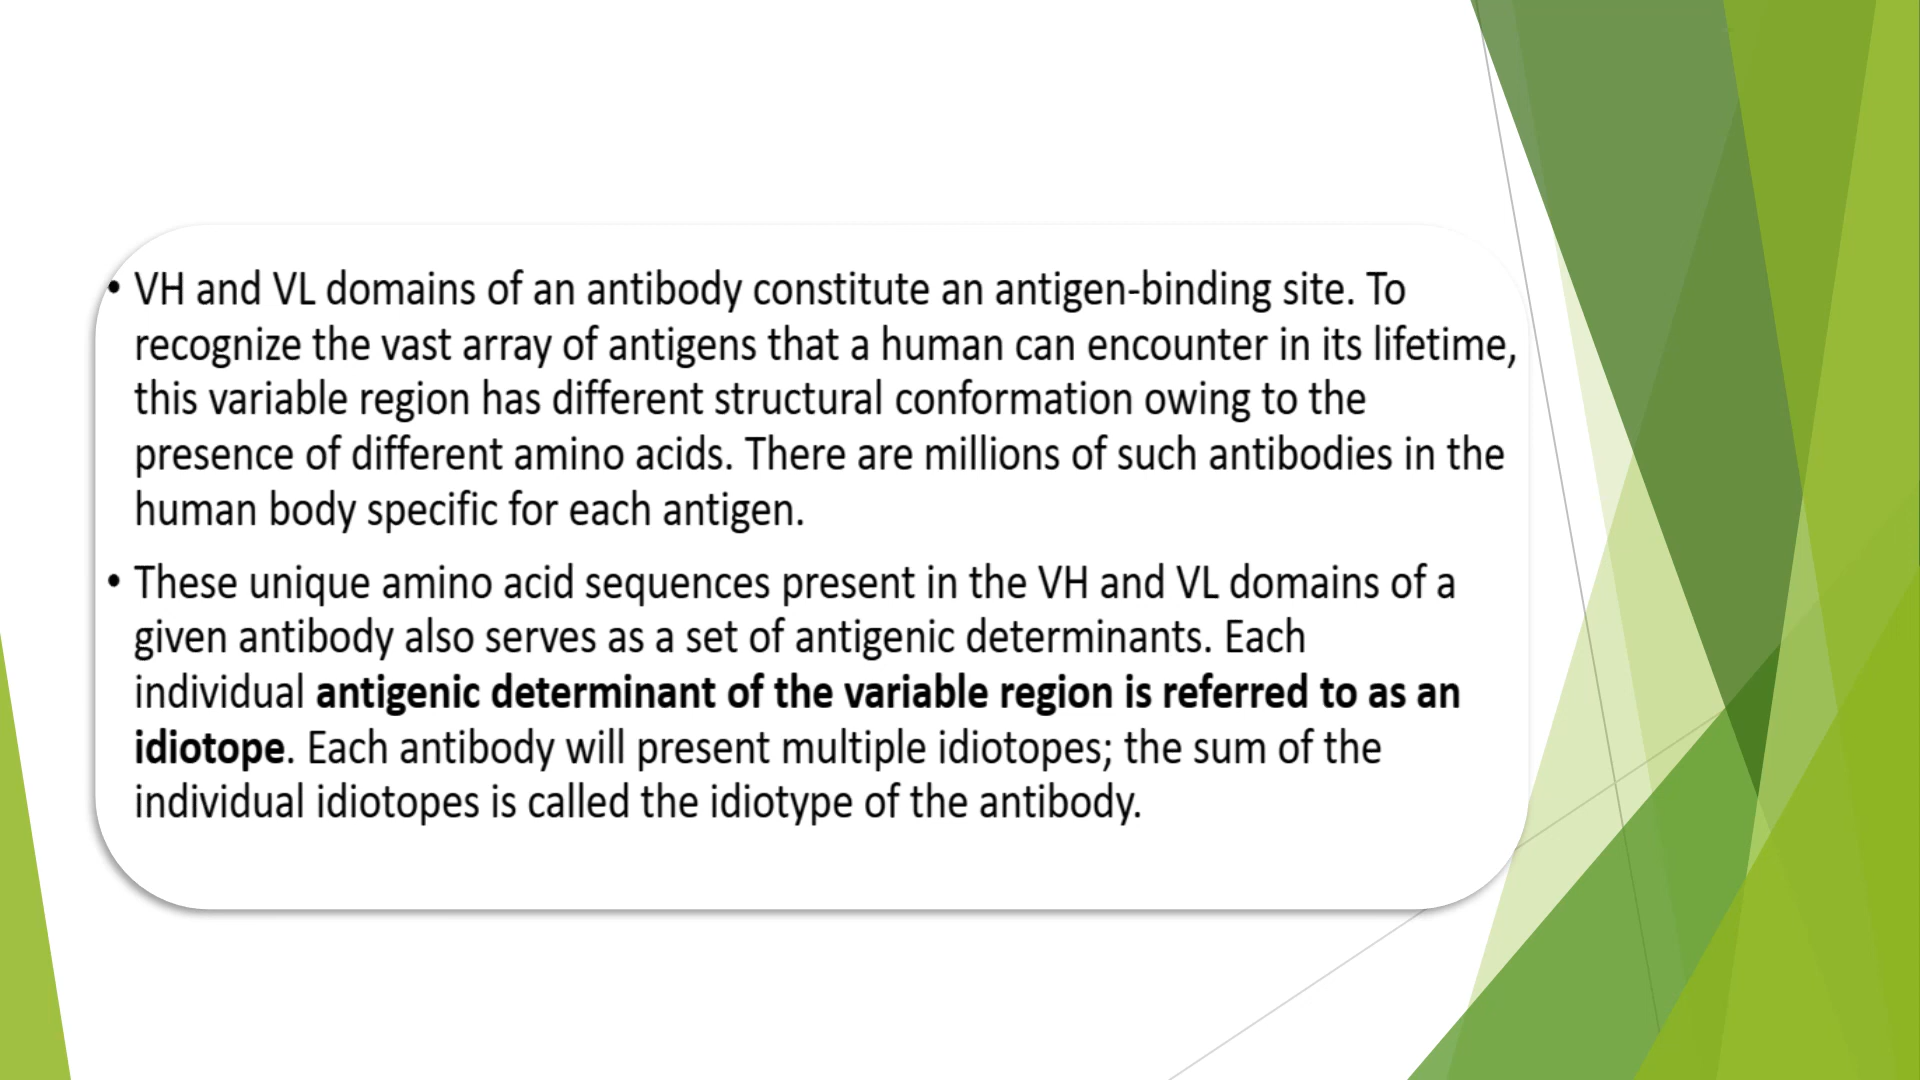 • VH and VL domains of an antibody constitute an antigen-binding site. To
recognize the vast array of antigens that a human can encounter in its lifetime,
this variable region has different structural conformation owing to the
presence of different amino acids. There are millions of such antibodies in the
human body specific for each antigen.
• These unique amino acid sequences present in the VH and VL domains of a
given antibody also serves as a set of antigenic determinants. Each
individual antigenic determinant of the variable region is referred to as an
idiotope. Each antibody will present multiple idiotopes; the sum of the
individual idiotopes is called the idiotype of the antibody.